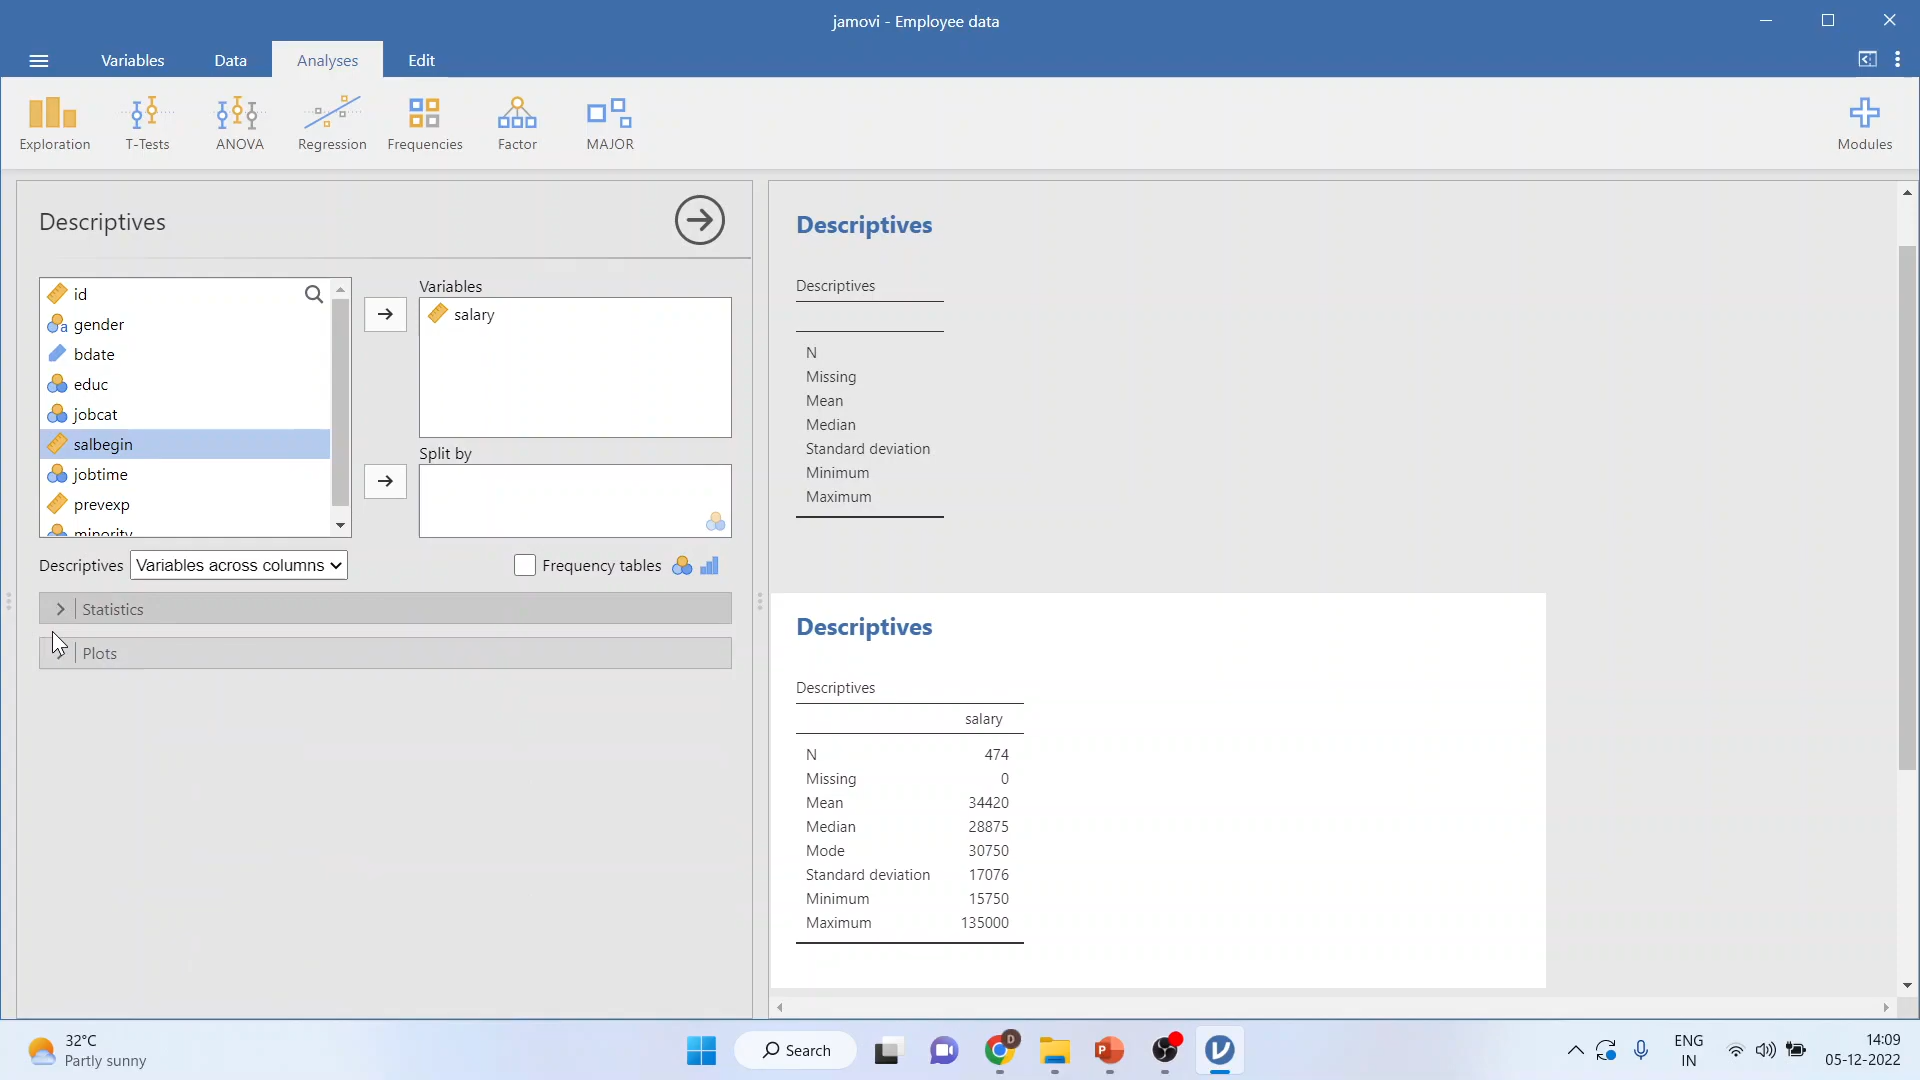 jamovi - Employee data
Variables
Data
Analyses
Edit
Exploration
T-Tests
ANOVA
Regression
Frequencies
Factor
MAJOR
Modules
Descriptives
id
gender
bdate
educ
jobcat
salbegin
jobtime
prevexp
minority
Variables
salary
Split by
Descriptives
Variables across columns
Frequency tables
Statistics
Plots
Descriptives
Descriptives
N
Missing
Mean
Median
Standard deviation
Minimum
Maximum
Descriptives
Descriptives
salary
N 474
Missing 0
Mean 34420
Median 28875
Mode 30750
Standard deviation 17076
Minimum 15750
Maximum 135000
32°C
Partly sunny
Search
D
P
ENG
IN
14:09
05-12-2022